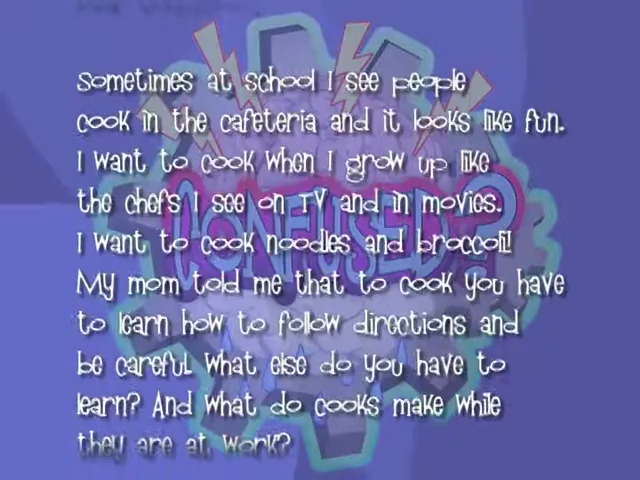 Sometimes at school I see people
cook in the cafeteria and it looks like fun.
I want to cook when I grow up like
the chefs I see on TV and in movies.
I want to cook noodles and broccoli!
My mom told me that to cook you have
to learn how to follow directions and
be careful. What else do you have to
learn? And what do cooks make while
they are at work?
CONFUSED?